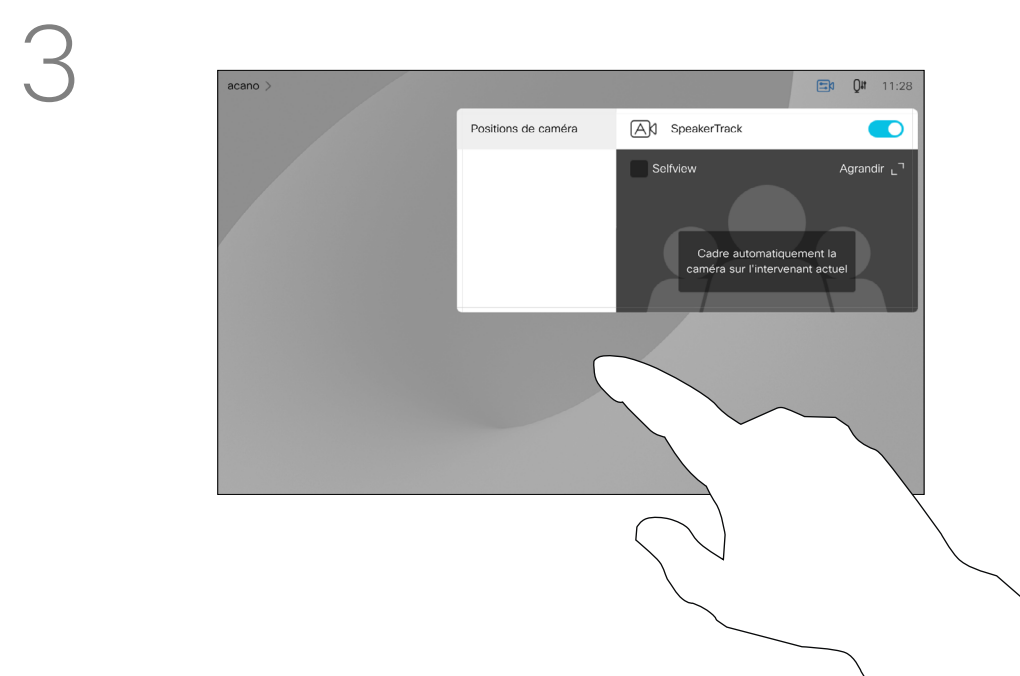 3
acano >
11:28
Positions de caméra
SpeakerTrack
Selfview
Agrandir
Cadre automatiquement la
caméra sur l'intervenant actuel